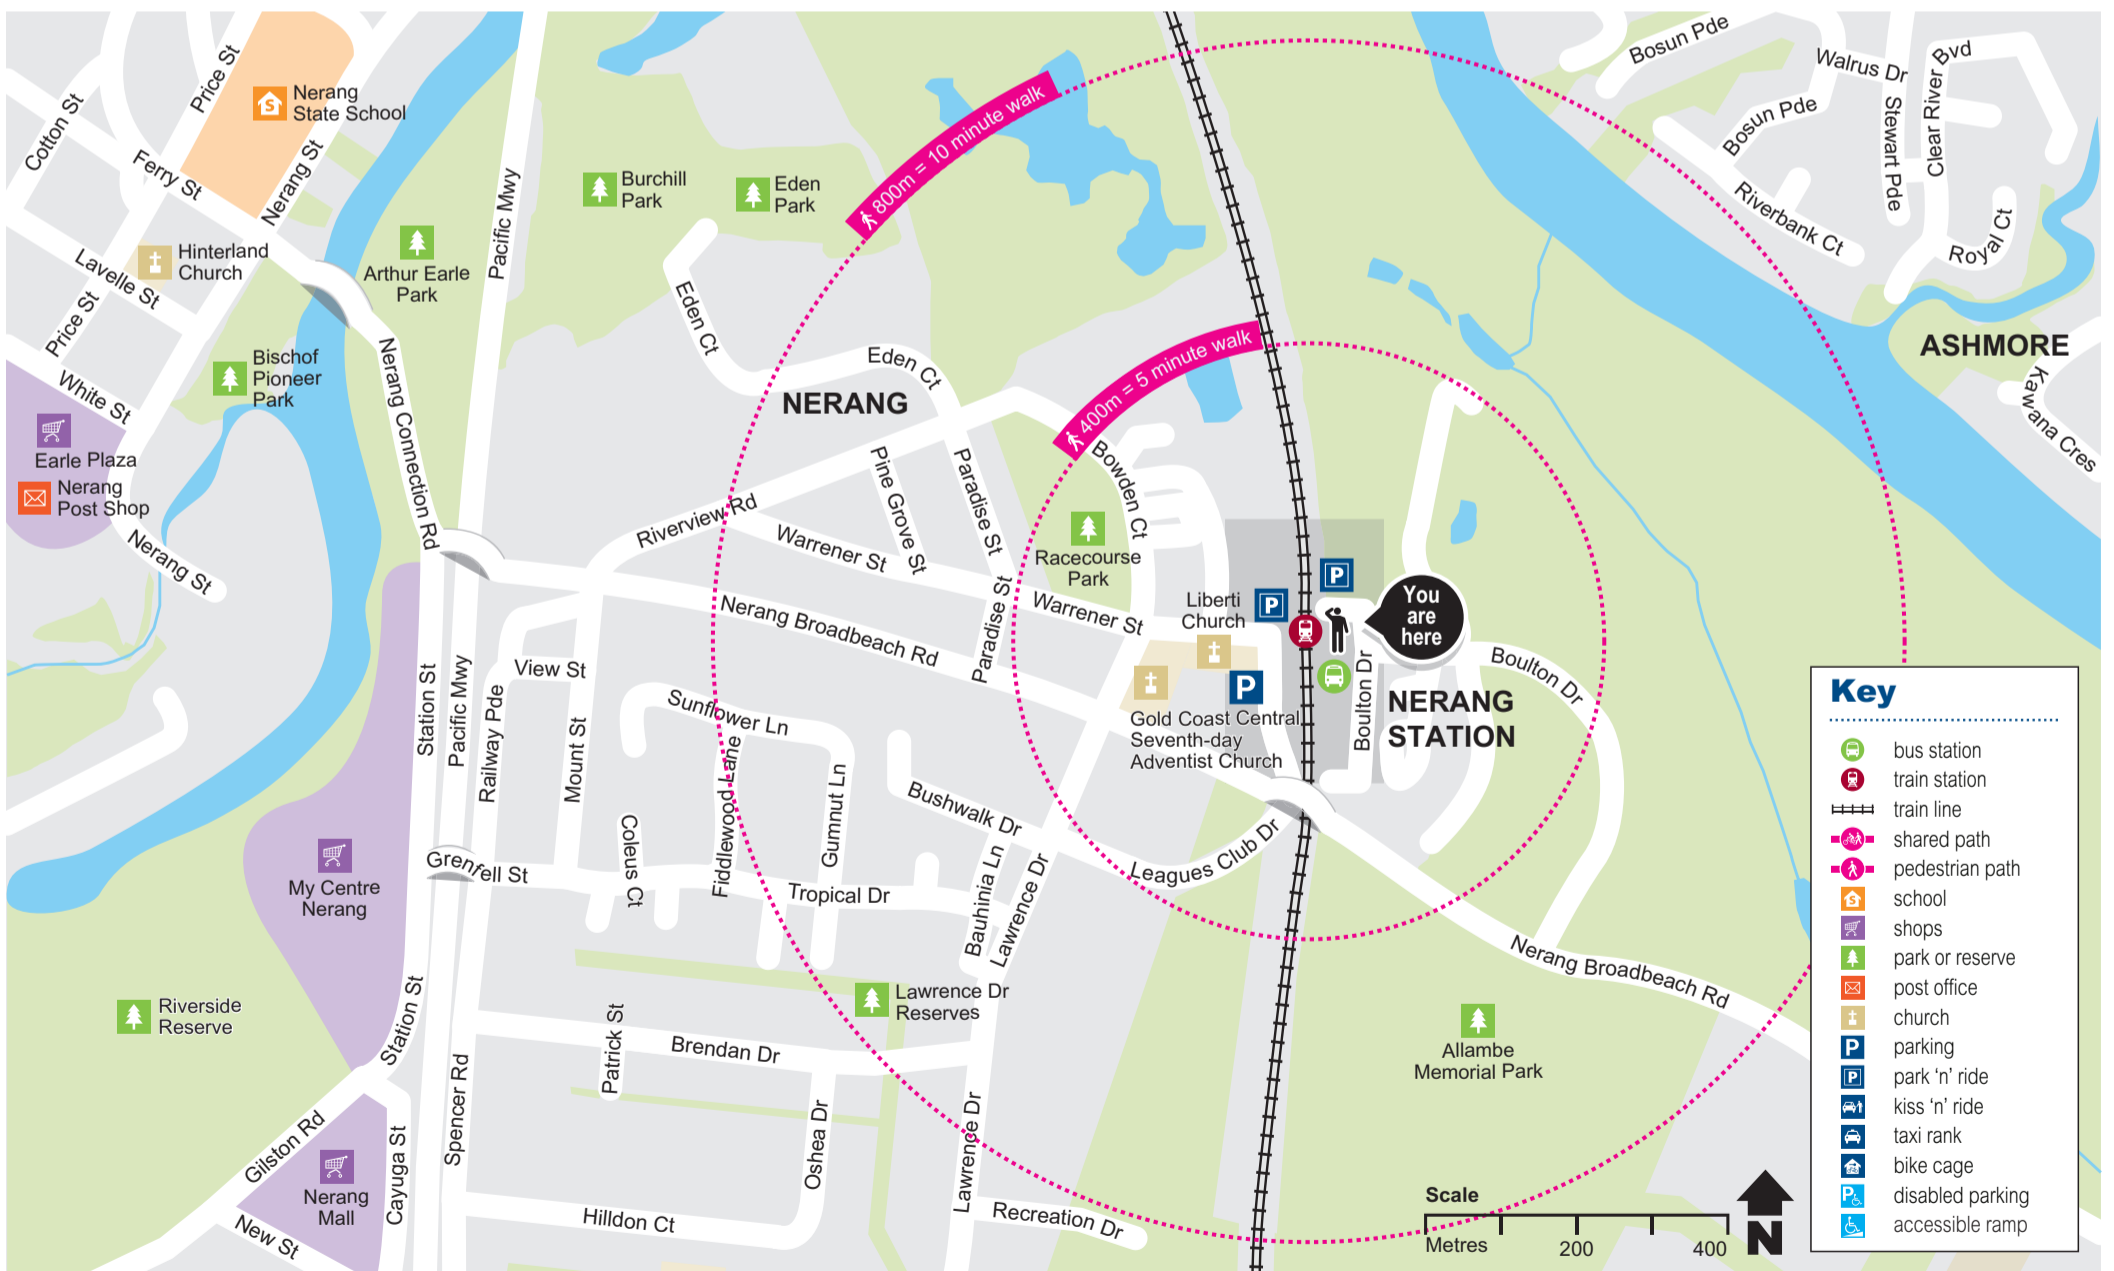 Price St
Nerang
State School
Cotton St
Ferry St
Nerang St
Hinterland
Church
Lavelle St
Price St
Arthur Earle
Park
Pacific Mwy
Burchill
Park
Eden
Park
800m = 10 minute walk
Bosun Pde
Walrus Dr
Clear River Bvd
Stewart Pde
Bosun Pde
Riverbank Ct
Royal Ct
ASHMORE
Kawana Cres
Bischof
Pioneer
Park
White St
Earle Plaza
Nerang
Post Shop
Nerang St
Nerang Connection Rd
Eden Ct
Eden Ct
NERANG
400m = 5 minute walk
Bowden Ct
Pine Grove St
Paradise St
Riverview Rd
Warrener St
Racecourse
Park
Paradise St
Warrener St
Nerang Broadbeach Rd
Liberti
Church
P
P
You
are
here
P
Boulton Dr
Boulton Dr
NERANG
STATION
Gold Coast Central
Seventh-day
Adventist Church
Station St
Pacific Mwy
Railway Pde
View St
Mount St
Sunflower Ln
Fiddlewood Lane
Gumnut Ln
Coleus Ct
Bushwalk Dr
Leagues Club Dr
Grenfell St
Tropical Dr
Bauhinia Ln
Lawrence Dr
My Centre
Nerang
Riverside
Reserve
Station St
Lawrence Dr
Reserves
Patrick St
Brendan Dr
Nerang Broadbeach Rd
Allambe
Memorial Park
Gilston Rd
Spencer Rd
Cayuga St
Nerang
Mall
New St
Oshea Dr
Lawrence Dr
Hilldon Ct
Recreation Dr
Scale
Metres 200 400
N
Key
bus station
train station
train line
shared path
pedestrian path
S school
shops
park or reserve
post office
church
P parking
P park ‘n’ ride
kiss ‘n’ ride
taxi rank
bike cage
P disabled parking
accessible ramp